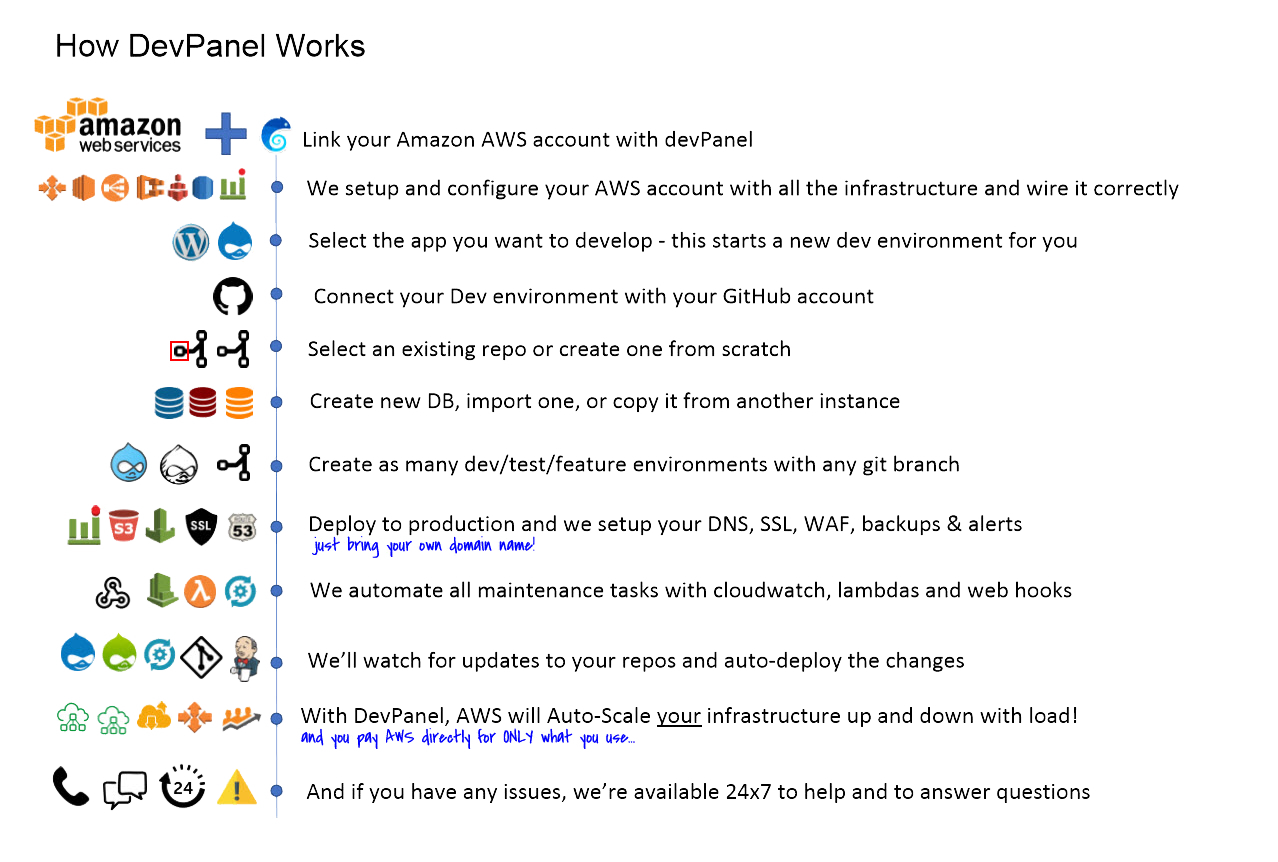 How DevPanel Works
amazon
web services
Link your Amazon AWS account with devPanel
We setup and configure your AWS account with all the infrastructure and wire it correctly
Select the app you want to develop - this starts a new dev environment for you
Connect your Dev environment with your GitHub account
Select an existing repo or create one from scratch
Create new DB, import one, or copy it from another instance
Create as many dev/test/feature environments with any git branch
S3
SSL
53
Deploy to production and we setup your DNS, SSL, WAF, backups & alerts
just bring your own domain name!
We automate all maintenance tasks with cloudwatch, lambdas and web hooks
We’ll watch for updates to your repos and auto-deploy the changes
With DevPanel, AWS will Auto-Scale your infrastructure up and down with load!
and you pay AWS directly for ONLY what you use...
24
And if you have any issues, we’re available 24x7 to help and to answer questions